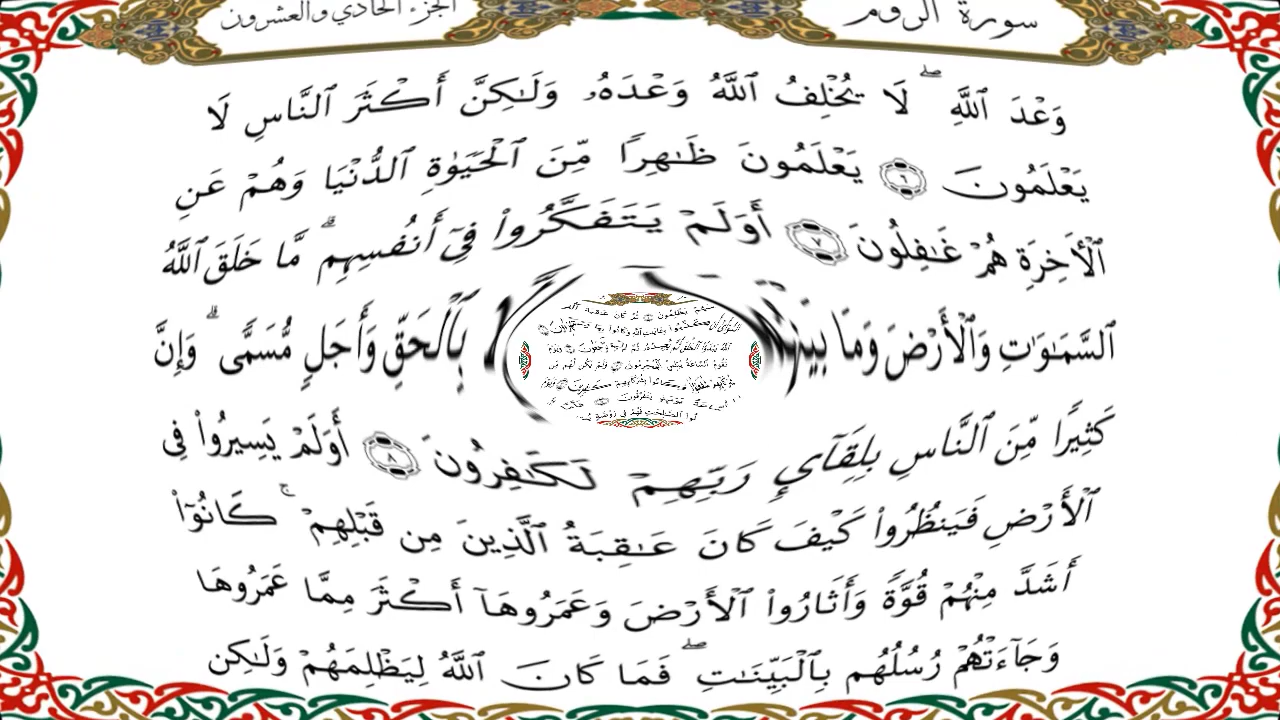 سورة الروم
الجزء الحادي والعشرون
وَعْدَ ٱللَّهِ ۖ لَا يُخْلِفُ ٱللَّهُ وَعْدَهُۥ وَلَٰكِنَّ أَكْثَرَ ٱلنَّاسِ لَا
يَعْلَمُونَ ٦ يَعْلَمُونَ ظَٰهِرًا مِّنَ ٱلْحَيَوٰةِ ٱلدُّنْيَا وَهُمْ عَنِ
ٱلْأَخِرَةِ هُمْ غَٰفِلُونَ ٧ أَوَلَمْ يَتَفَكَّرُوا۟ فِىٓ أَنفُسِهِم ۗ مَّا خَلَقَ ٱللَّهُ
ٱلسَّمَٰوَٰتِ وَٱلْأَرْضَ وَمَا بِٱلْحَقِّ وَأَجَلٍ مُّسَمًّى ۗ وَإِنَّ
كَثِيرًا مِّنَ ٱلنَّاسِ بِلِقَآئِ رَبِّهِمْ لَكَٰفِرُونَ ٨ أَوَلَمْ يَسِيرُوا۟ فِى
ٱلْأَرْضِ فَيَنظُرُوا۟ كَيْفَ كَانَ عَٰقِبَةُ ٱلَّذِينَ مِن قَبْلِهِمْ ۚ كَانُوٓا۟
أَشَدَّ مِنْهُمْ قُوَّةً وَأَثَارُوا۟ ٱلْأَرْضَ وَعَمَرُوهَآ أَكْثَرَ مِمَّا عَمَرُوهَا
وَجَآءَتْهُمْ رُسُلُهُم بِٱلْبَيِّنَٰتِ ۖ فَمَا كَانَ ٱللَّهُ لِيَظْلِمَهُمْ وَلَٰكِن